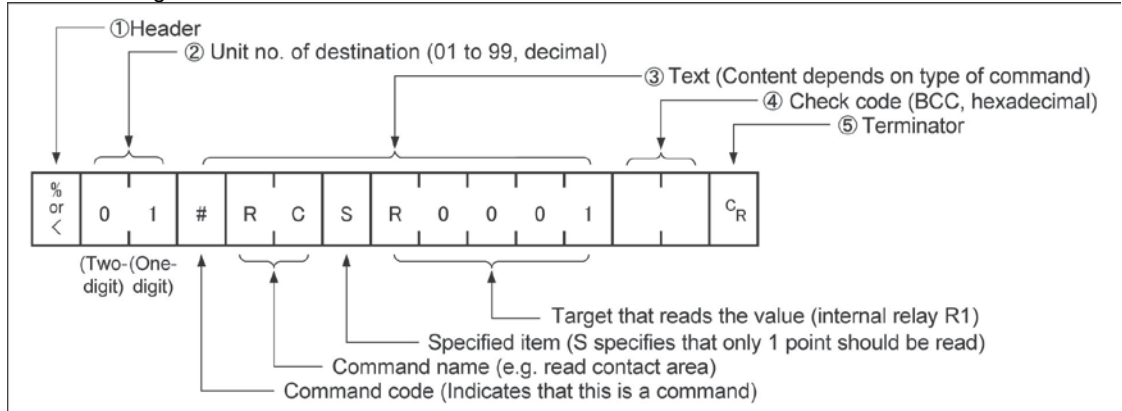 ①Header
② Unit no. of destination (01 to 99, decimal)
③ Text (Content depends on type of command)
④ Check code (BCC, hexadecimal)
⑤ Terminator
% or < 0 1 # R C S R 0 0 0 1 CR
(Two-digit) (One-digit)
Target that reads the value (internal relay R1)
Specified item (S specifies that only 1 point should be read)
Command name (e.g. read contact area)
Command code (Indicates that this is a command)